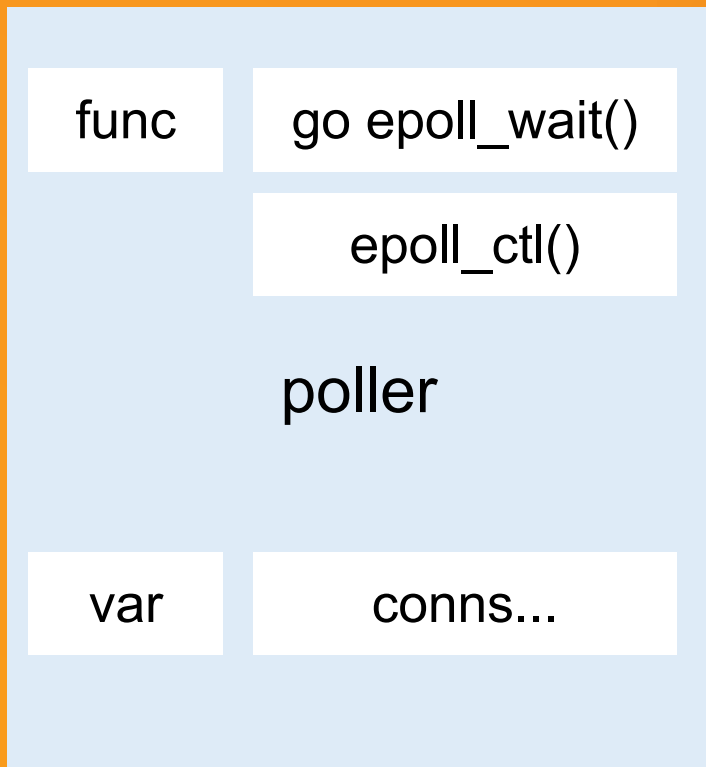 func
go epoll_wait()
epoll_ctl()
poller
var
conns...